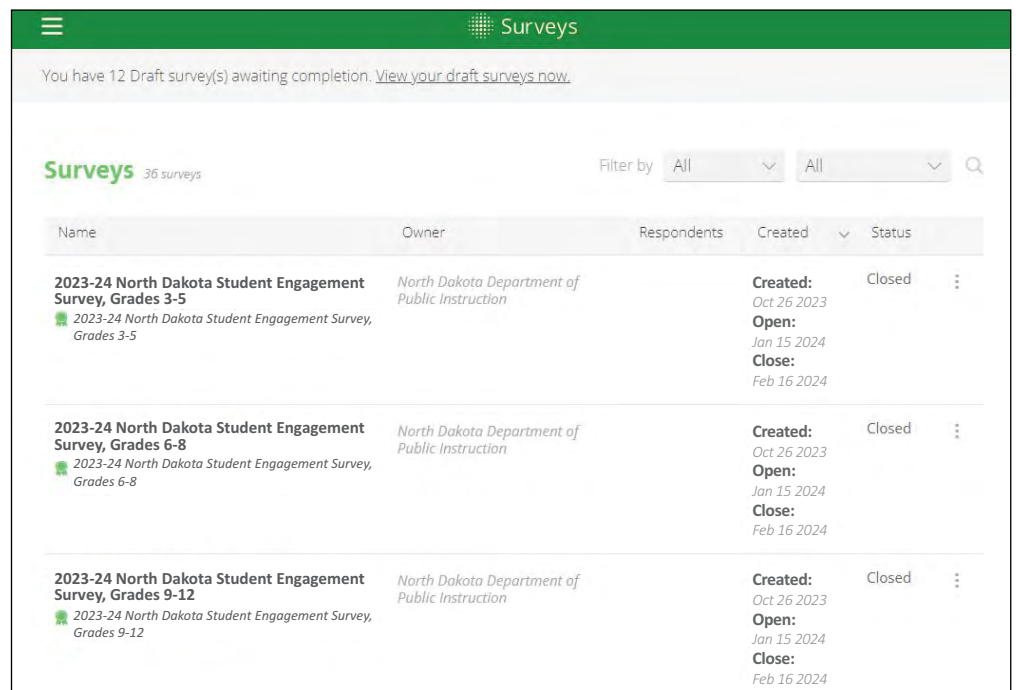 Surveys
You have 12 Draft survey(s) awaiting completion. View your draft surveys now.
Surveys 36 surveys
Filter by All All
Name Owner Respondents Created Status
2023-24 North Dakota Student Engagement
Survey, Grades 3-5
2023-24 North Dakota Student Engagement Survey,
Grades 3-5
North Dakota Department of
Public Instruction
Created:
Oct 26 2023
Open:
Jan 15 2024
Close:
Feb 16 2024
Closed
2023-24 North Dakota Student Engagement
Survey, Grades 6-8
2023-24 North Dakota Student Engagement Survey,
Grades 6-8
North Dakota Department of
Public Instruction
Created:
Oct 26 2023
Open:
Jan 15 2024
Close:
Feb 16 2024
Closed
2023-24 North Dakota Student Engagement
Survey, Grades 9-12
2023-24 North Dakota Student Engagement Survey,
Grades 9-12
North Dakota Department of
Public Instruction
Created:
Oct 26 2023
Open:
Jan 15 2024
Close:
Feb 16 2024
Closed